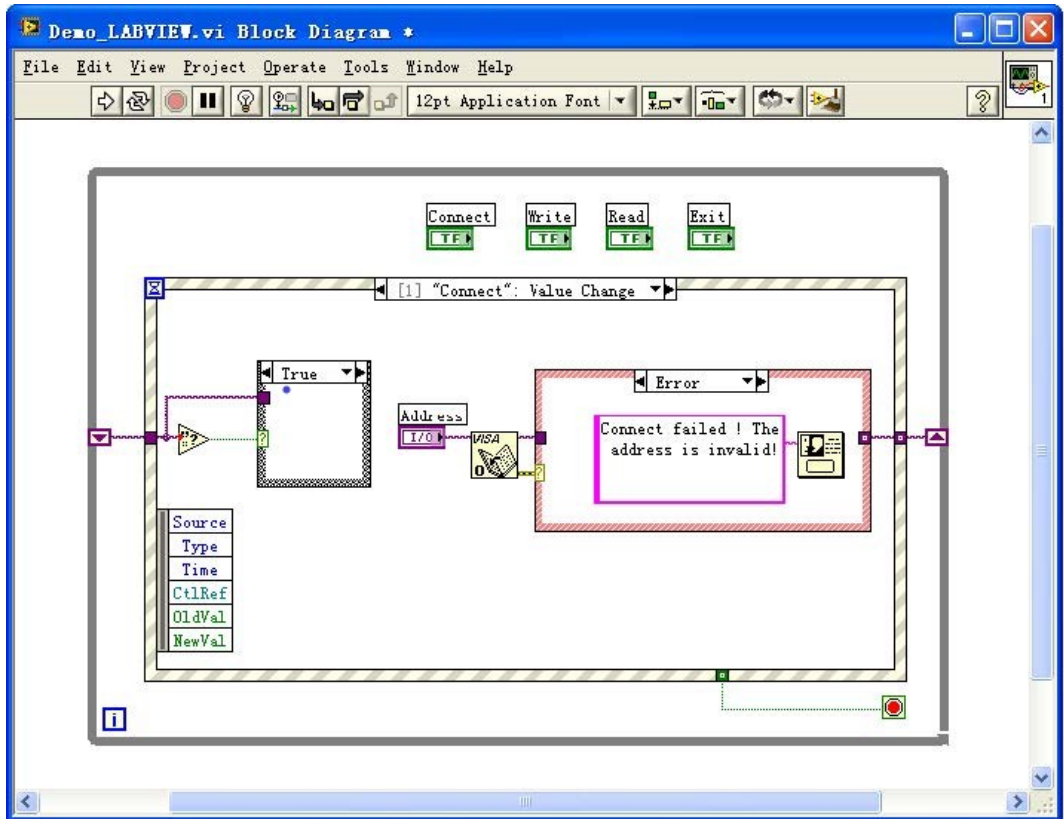 Demo_LABVIEW.vi Block Diagram *
File Edit View Project Operate Tools Window Help
12pt Application Font
1
Connect Write Read Exit
TF TF TF TF
[1] "Connect": Value Change
True
Error
Address
I/O
VISA
Connect failed ! The
address is invalid!
Source
Type
Time
CtlRef
OldVal
NewVal
i